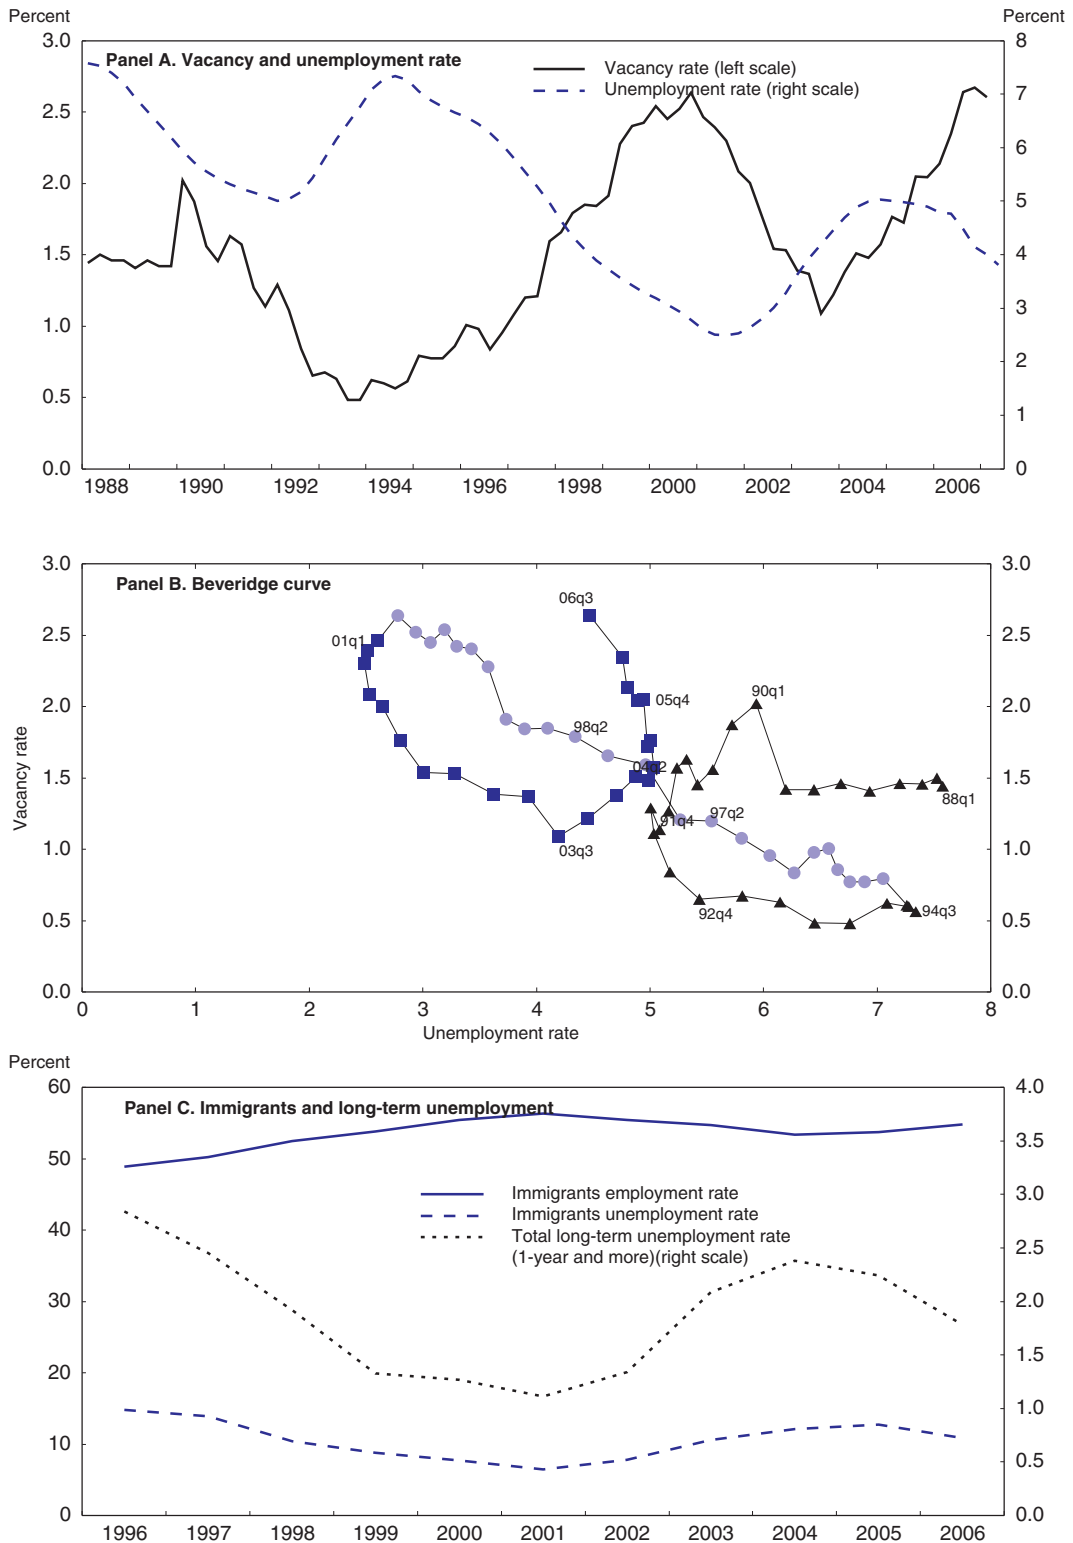 Percent Percent
3.0 8
Panel A. Vacancy and unemployment rate
Vacancy rate (left scale)
Unemployment rate (right scale)
2.5 7
6
2.0
5
1.5 4
3
1.0
2
0.5
1
0.0 0
1988 1990 1992 1994 1996 1998 2000 2002 2004 2006
3.0 3.0
Panel B. Beveridge curve
06q3
2.5 01q1 2.5
90q1
05q4
2.0 2.0
98q2
Vacancy rate
04q2
1.5 1.5
88q1
97q2
91q4
03q3
1.0 1.0
92q4 94q3
0.5 0.5
0.0 0.0
0 1 2 3 4 5 6 7 8
Unemployment rate
Percent
60 4.0
Panel C. Immigrants and long-term unemployment
3.5
50
Immigrants employment rate
3.0
Immigrants unemployment rate
40
Total long-term unemployment rate
(1-year and more)(right scale)
2.5
30 2.0
1.5
20
1.0
10
0.5
0 0.0
1996 1997 1998 1999 2000 2001 2002 2003 2004 2005 2006